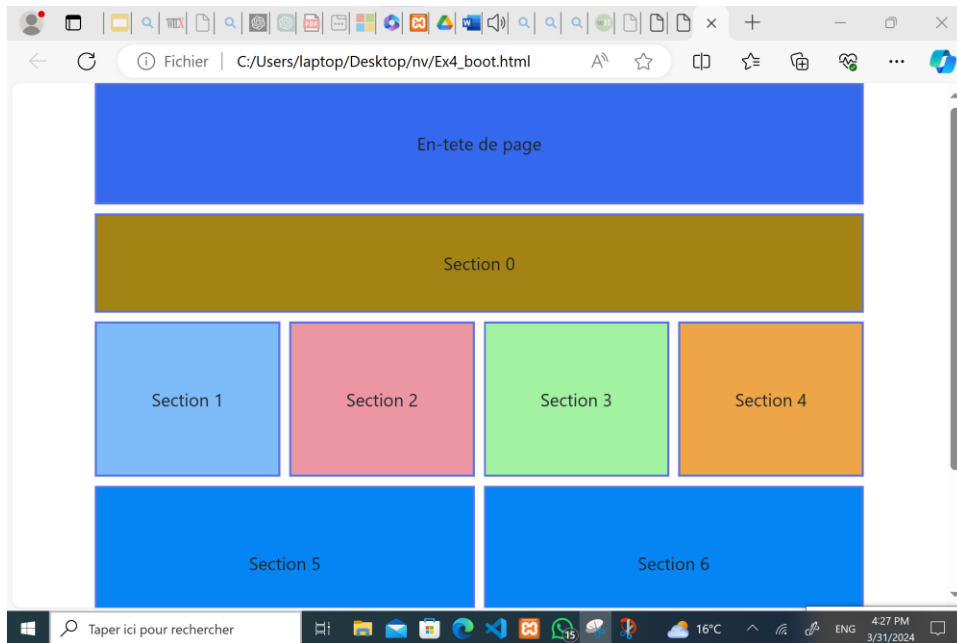 Fichier C:/Users/laptop/Desktop/nv/Ex4_boot.html
En-tete de page
Section 0
Section 1 Section 2 Section 3 Section 4
Section 5 Section 6
Taper ici pour rechercher 15 16°C ENG 4:27 PM
3/31/2024